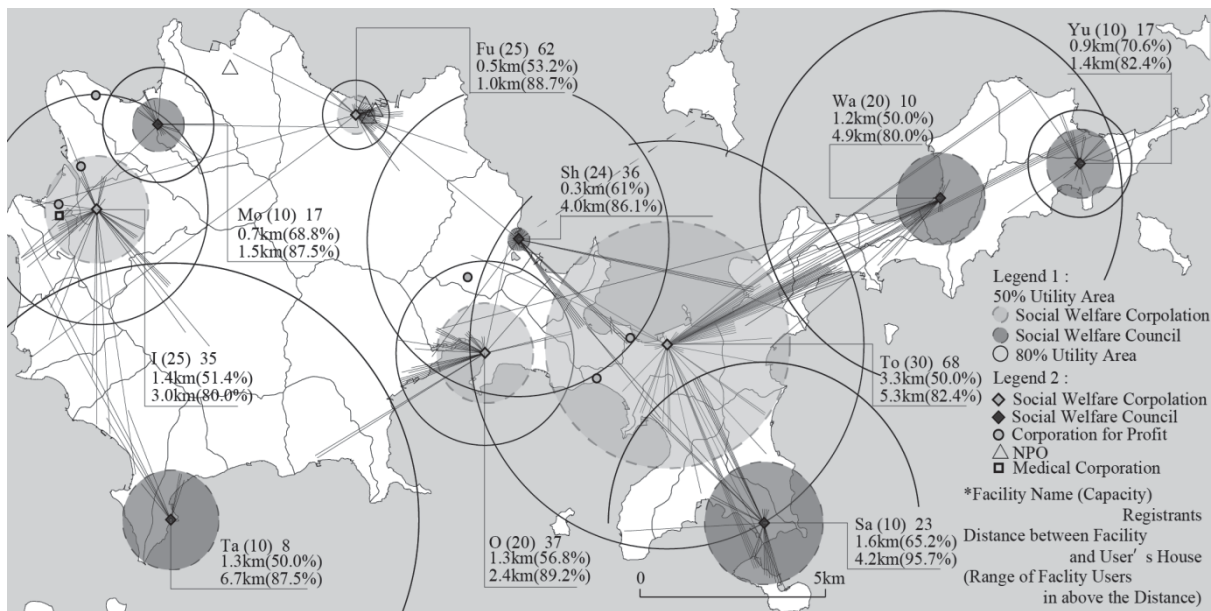 Fu (25) 62
0.5km(53.2%)
1.0km(88.7%)
Yu (10) 17
0.9km(70.6%)
1.4km(82.4%)
Wa (20) 10
1.2km(50.0%)
4.9km(80.0%)
Sh (24) 36
0.3km(61%)
4.0km(86.1%)
Mo (10) 17
0.7km(68.8%)
1.5km(87.5%)
I (25) 35
1.4km(51.4%)
3.0km(80.0%)
To (30) 68
3.3km(50.0%)
5.3km(82.4%)
Ta (10) 8
1.3km(50.0%)
6.7km(87.5%)
O (20) 37
1.3km(56.8%)
2.4km(89.2%)
Sa (10) 23
1.6km(65.2%)
4.2km(95.7%)
0 5km
Legend 1 :
50% Utility Area
Social Welfare Corpolation
Social Welfare Council
80% Utility Area
Legend 2 :
Social Welfare Corpolation
Social Welfare Council
Corporation for Profit
NPO
Medical Corporation
*Facility Name (Capacity)
Registrants
Distance between Facility
and User's House
(Range of Faclity Users
in above the Distance)